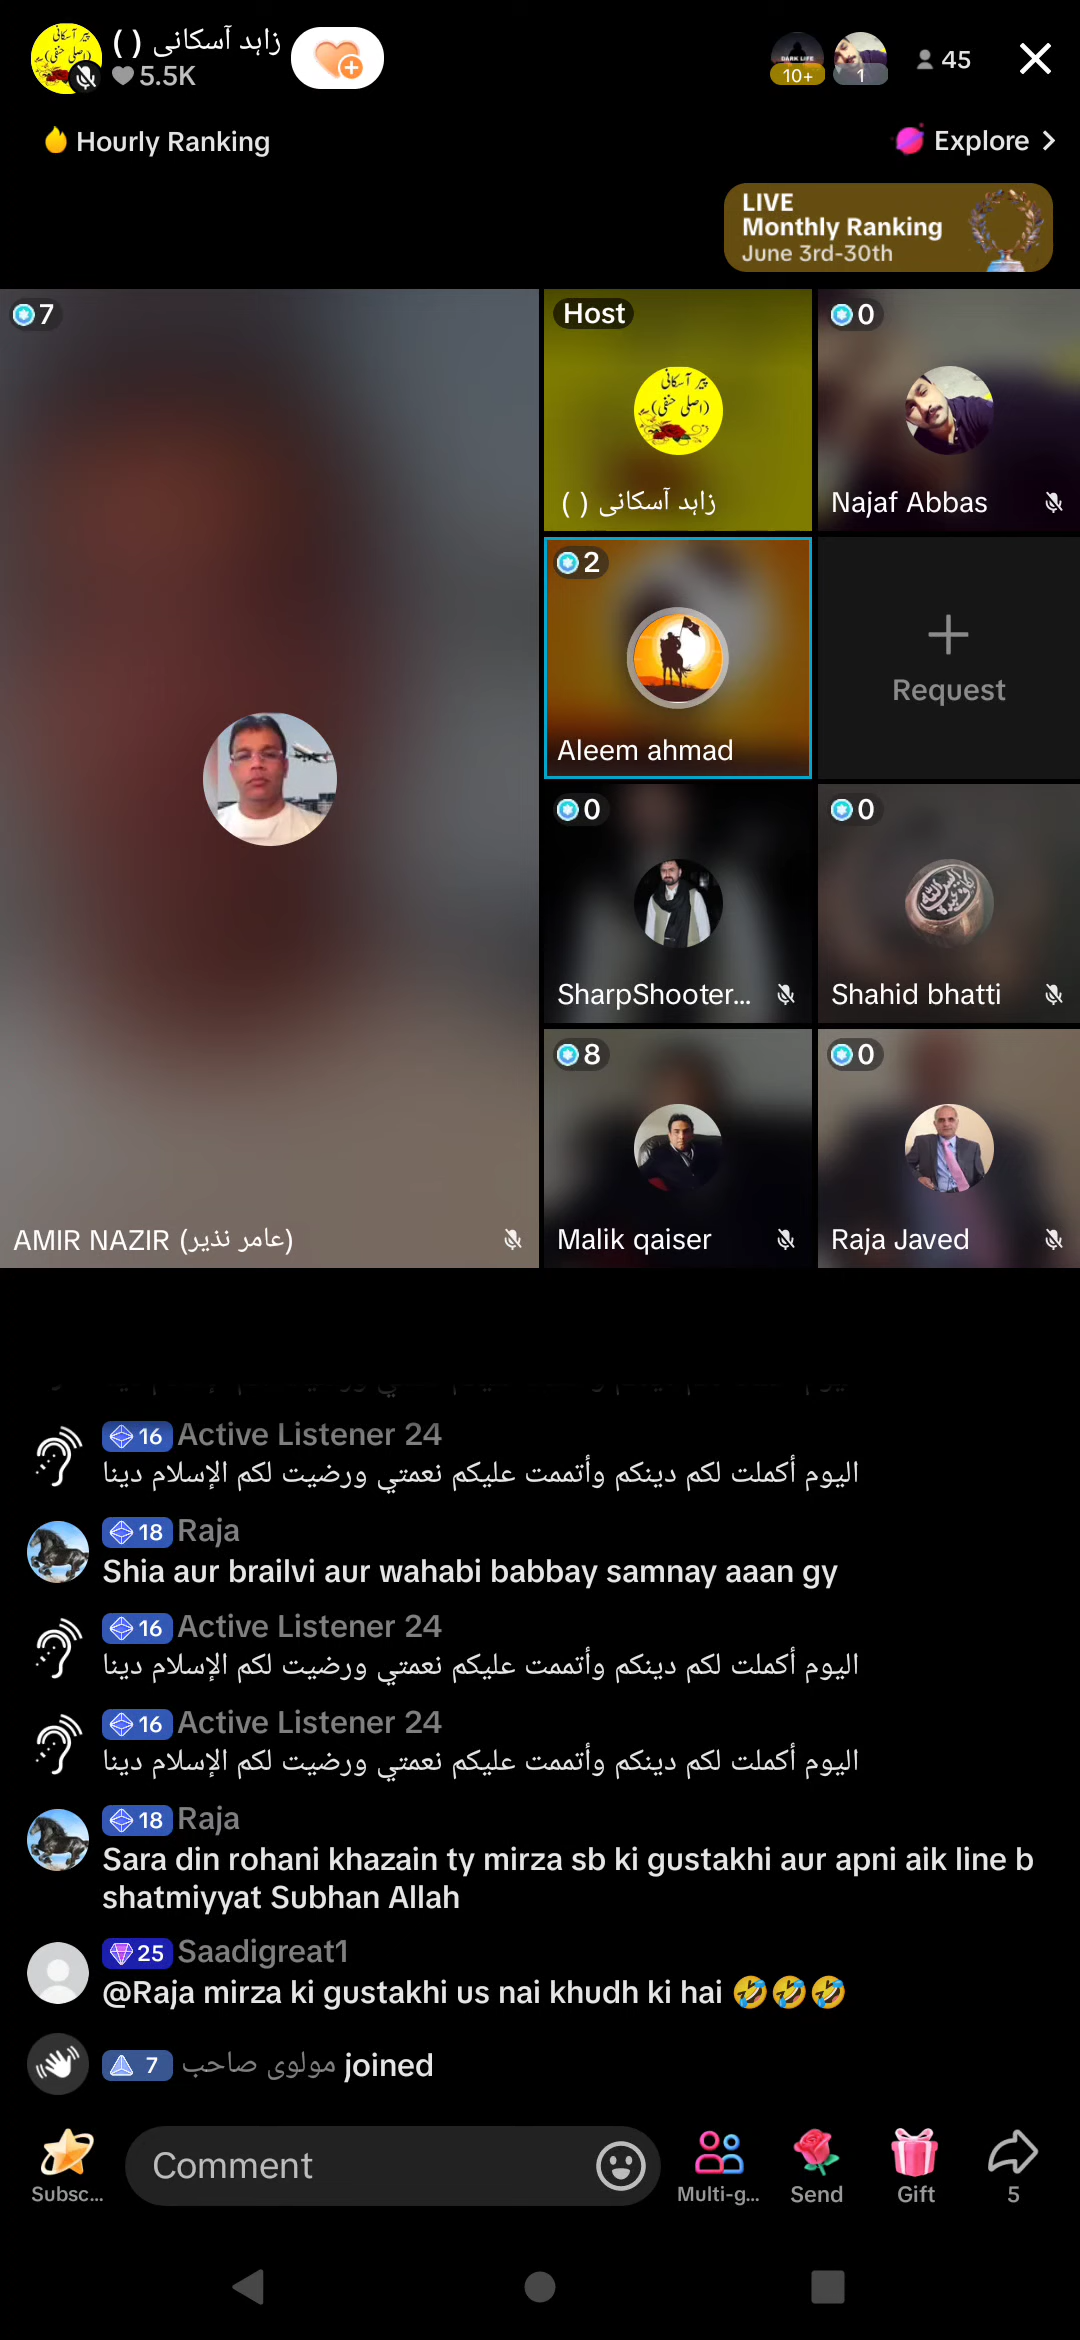 زاہد آسکانی ( )
5.5K
10+
1
45
Hourly Ranking
Explore
LIVE
Monthly Ranking
June 3rd-30th
7
Host
0
پیر آسکانی
(اصلی حنفی)
زاہد آسکانی ( )
Najaf Abbas
2
Aleem ahmad
Request
0
0
SharpShooter...
Shahid bhatti
8
0
AMIR NAZIR (عامر نذیر)
Malik qaiser
Raja Javed
16 Active Listener 24
اليوم أكملت لكم دينكم وأتممت عليكم نعمتي ورضيت لكم الإسلام دينا
18 Raja
Shia aur brailvi aur wahabi babbay samnay aaan gy
16 Active Listener 24
اليوم أكملت لكم دينكم وأتممت عليكم نعمتي ورضيت لكم الإسلام دينا
16 Active Listener 24
اليوم أكملت لكم دينكم وأتممت عليكم نعمتي ورضيت لكم الإسلام دينا
18 Raja
Sara din rohani khazain ty mirza sb ki gustakhi aur apni aik line b
shatmiyyat Subhan Allah
25 Saadigreat1
@Raja mirza ki gustakhi us nai khudh ki hai 🤣🤣🤣
7 مولوی صاحب joined
Comment
Subsc...
Multi-g...
Send
Gift
5